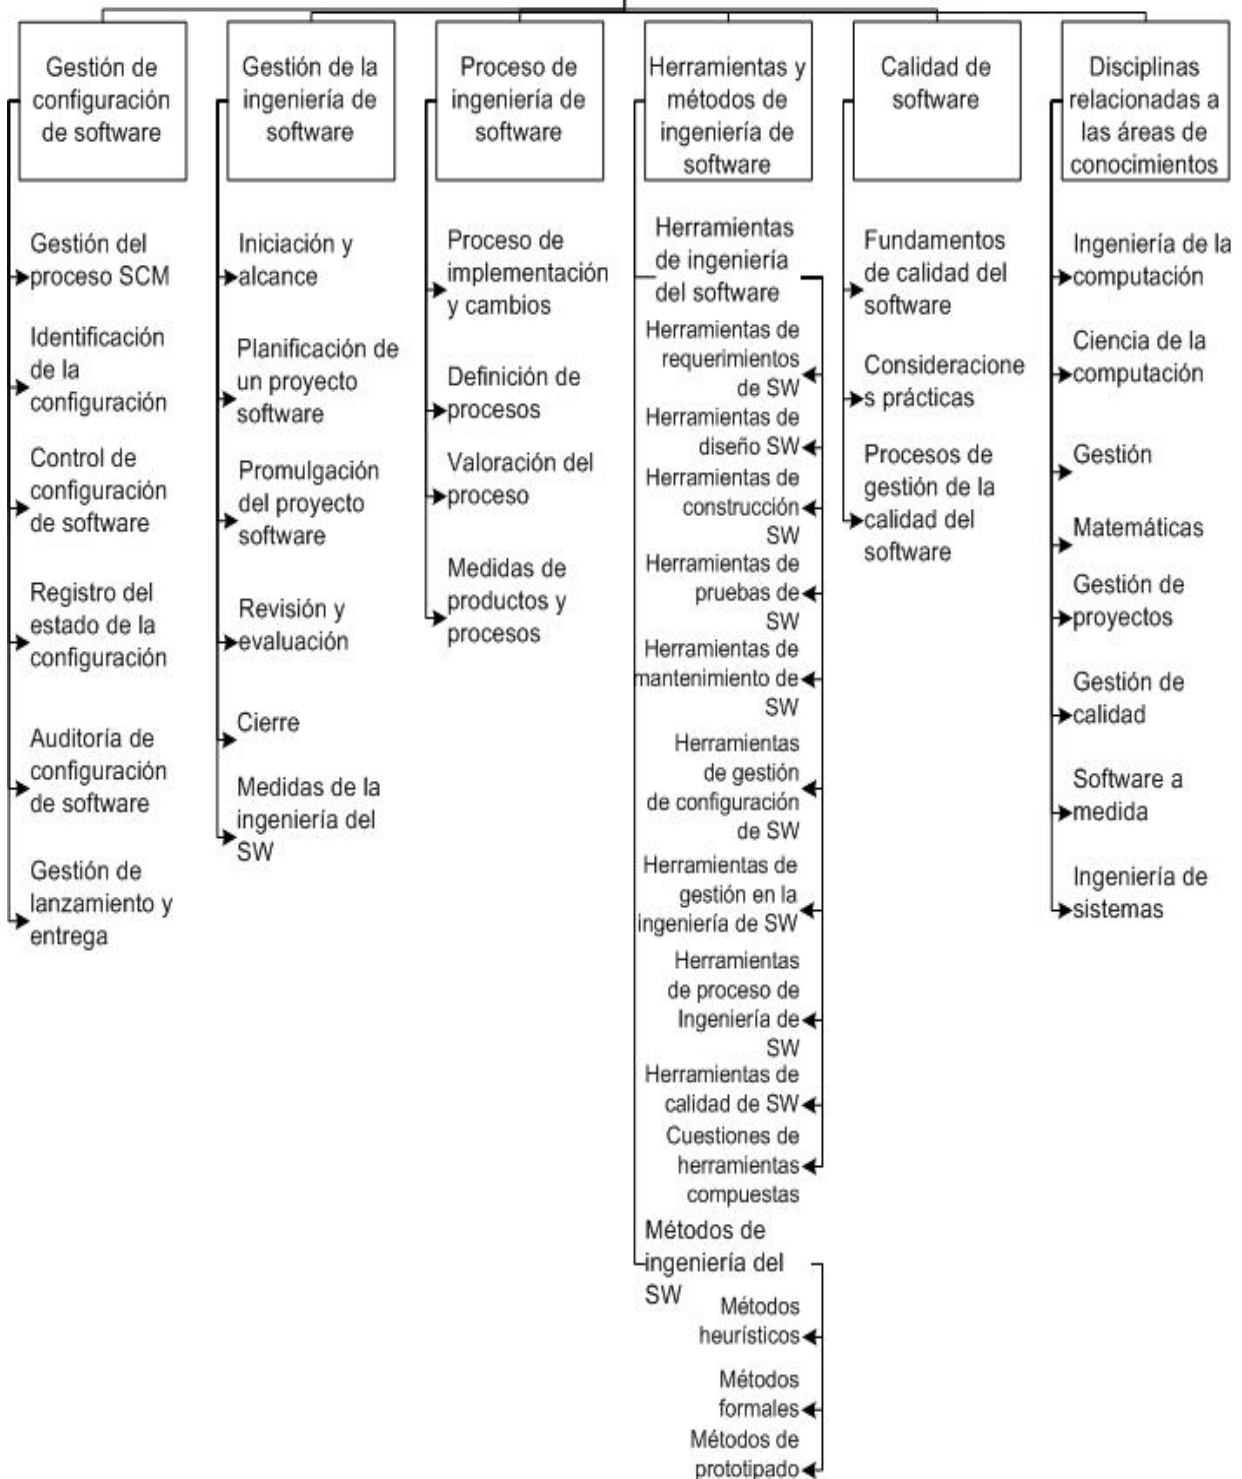 Gestión de
configuración
de software
Gestión del
proceso SCM
Identificación
de la
configuración
Control de
configuración
de software
Registro del
estado de la
configuración
Auditoría de
configuración
de software
Gestión de
lanzamiento y
entrega
Gestión de la
ingeniería de
software
Iniciación y
alcance
Planificación de
un proyecto
software
Promulgación
del proyecto
software
Revisión y
evaluación
Cierre
Medidas de la
ingeniería del
SW
Proceso de
ingeniería de
software
Proceso de
implementación
y cambios
Definición de
procesos
Valoración del
proceso
Medidas de
productos y
procesos
Herramientas y
métodos de
ingeniería de
software
Herramientas
de ingeniería
del software
Herramientas de
requerimientos
de SW
Herramientas de
diseño SW
Herramientas de
construcción
SW
Herramientas de
pruebas de
SW
Herramientas de
mantenimiento de
SW
Herramientas
de gestión
de configuración
de SW
Herramientas de
gestión en la
ingeniería de SW
Herramientas
de proceso de
Ingeniería de
SW
Herramientas de
calidad de SW
Cuestiones de
herramientas
compuestas
Métodos de
ingeniería del
SW
Métodos
heurísticos
Métodos
formales
Métodos de
prototipado
Calidad de
software
Fundamentos
de calidad del
software
Consideracione
s prácticas
Procesos de
gestión de la
calidad del
software
Disciplinas
relacionadas a
las áreas de
conocimientos
Ingeniería de la
computación
Ciencia de la
computación
Gestión
Matemáticas
Gestión de
proyectos
Gestión de
calidad
Software a
medida
Ingeniería de
sistemas